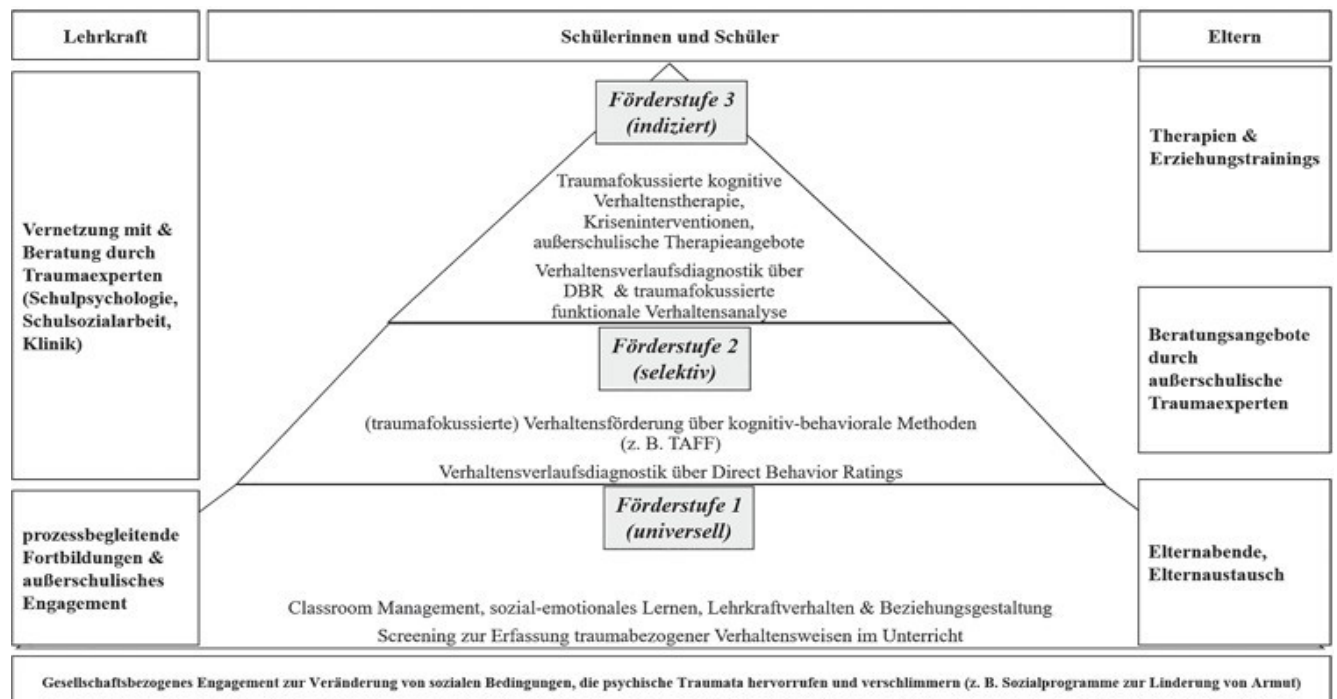 Lehrkraft
Schülerinnen und Schüler
Eltern
Vernetzung mit &
Beratung durch
Traumaexperten
(Schulpsychologie,
Schulsozialarbeit,
Klinik)
prozessbegleitende
Fortbildungen &
außerschulisches
Engagement
Förderstufe 3
(indiziert)
Traumafokussierte kognitive
Verhaltenstherapie,
Kriseninterventionen,
außerschulische Therapieangebote
Verhaltensverlaufsdiagnostik über
DBR & traumafokussierte
funktionale Verhaltensanalyse
Förderstufe 2
(selektiv)
(traumafokussierte) Verhaltensförderung über kognitiv-behaviorale Methoden
(z. B. TAFF)
Verhaltensverlaufsdiagnostik über Direct Behavior Ratings
Förderstufe 1
(universell)
Classroom Management, sozial-emotionales Lernen, Lehrkraftverhalten & Beziehungsgestaltung
Screening zur Erfassung traumabezogener Verhaltensweisen im Unterricht
Therapien &
Erziehungstrainings
Beratungsangebote
durch
außerschulische
Traumaexperten
Elternabende,
Elternaustausch
Gesellschaftsbezogenes Engagement zur Veränderung von sozialen Bedingungen, die psychische Traumata hervorrufen und verschlimmern (z. B. Sozialprogramme zur Linderung von Armut)